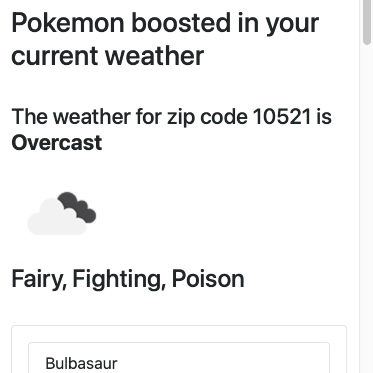 Pokemon boosted in your
current weather
The weather for zip code 10521 is
Overcast
Fairy, Fighting, Poison
Bulbasaur